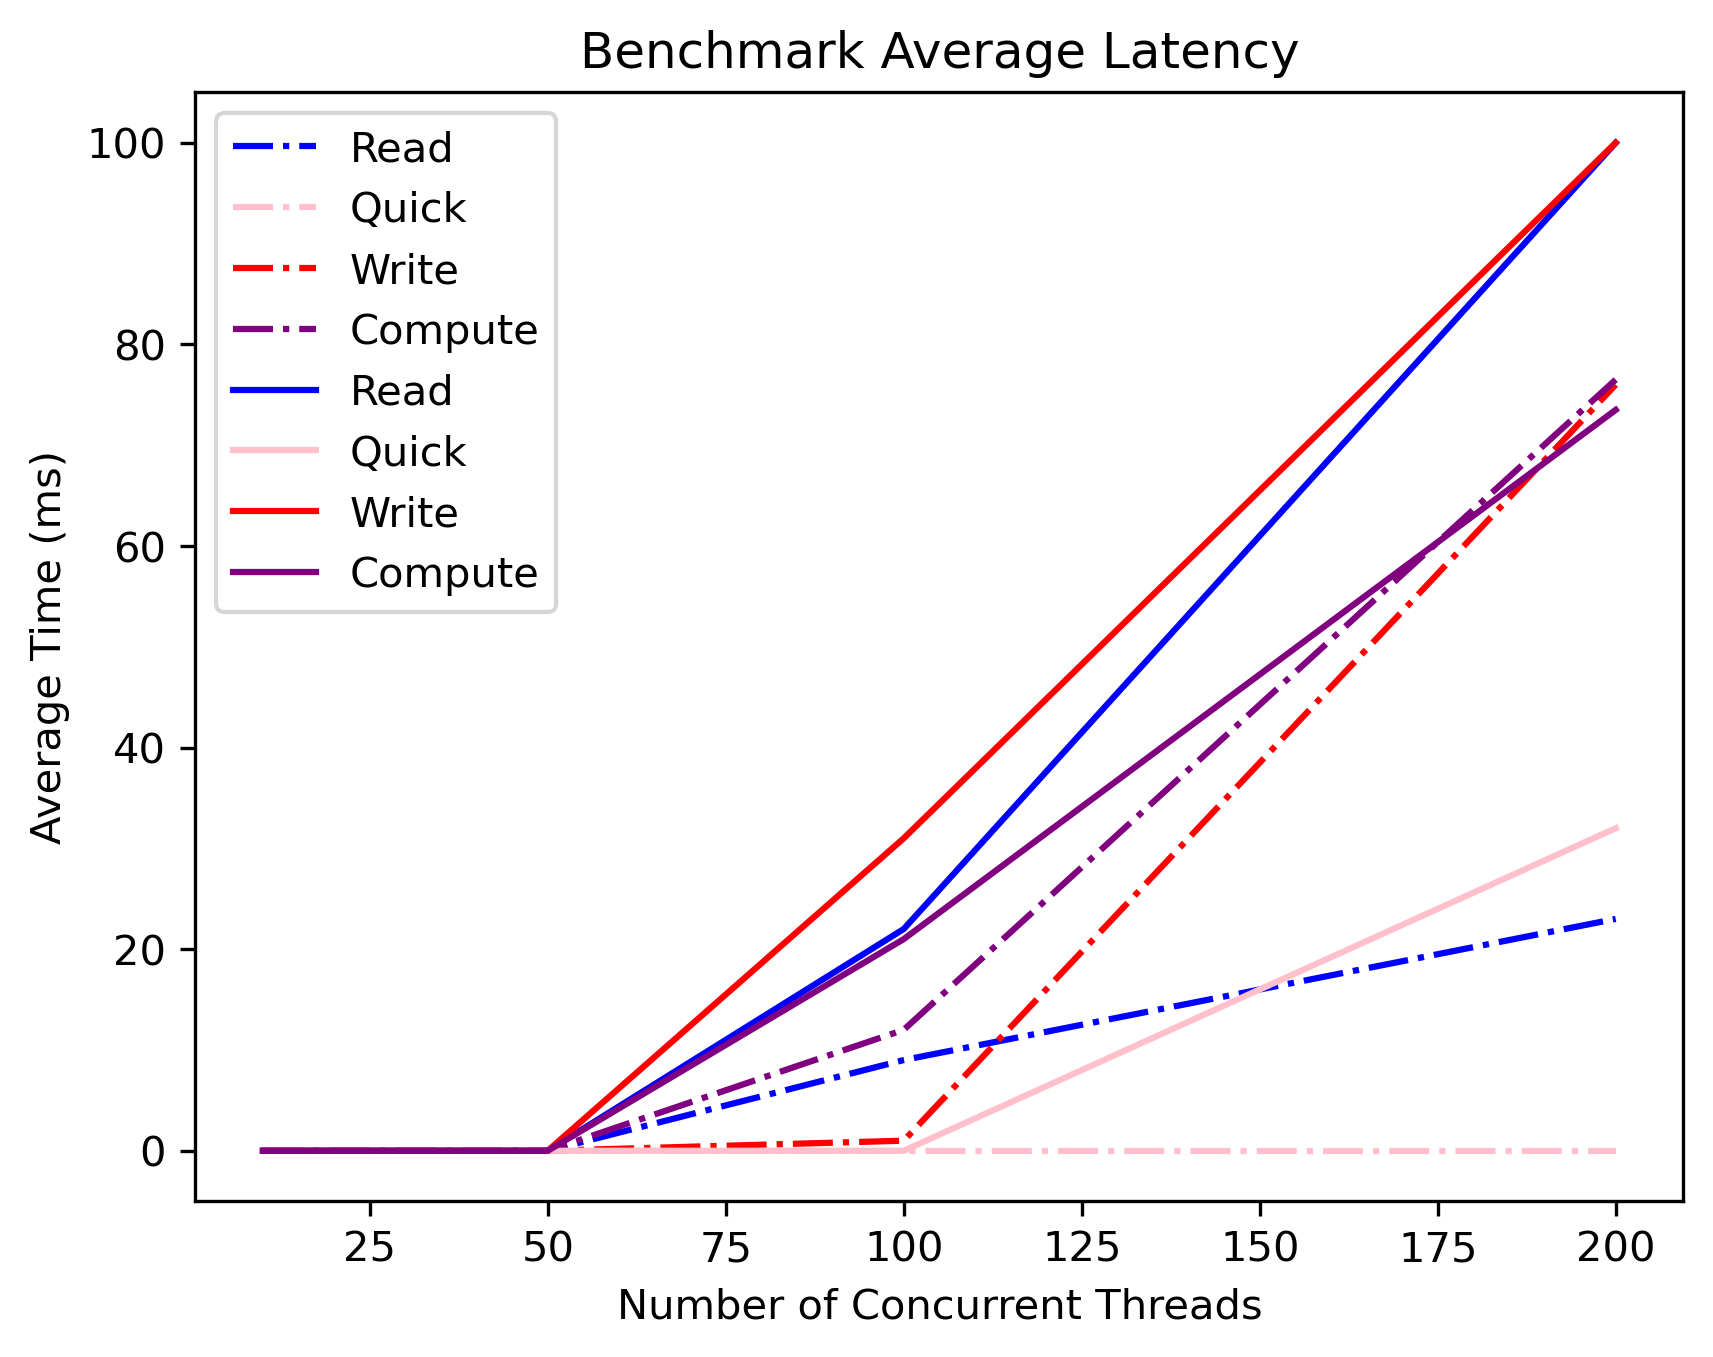 Benchmark Average Latency
100
80
60
40
20
0
Average Time (ms)
Read
Quick
Write
Compute
Read
Quick
Write
Compute
25 50 75 100 125 150 175 200
Number of Concurrent Threads